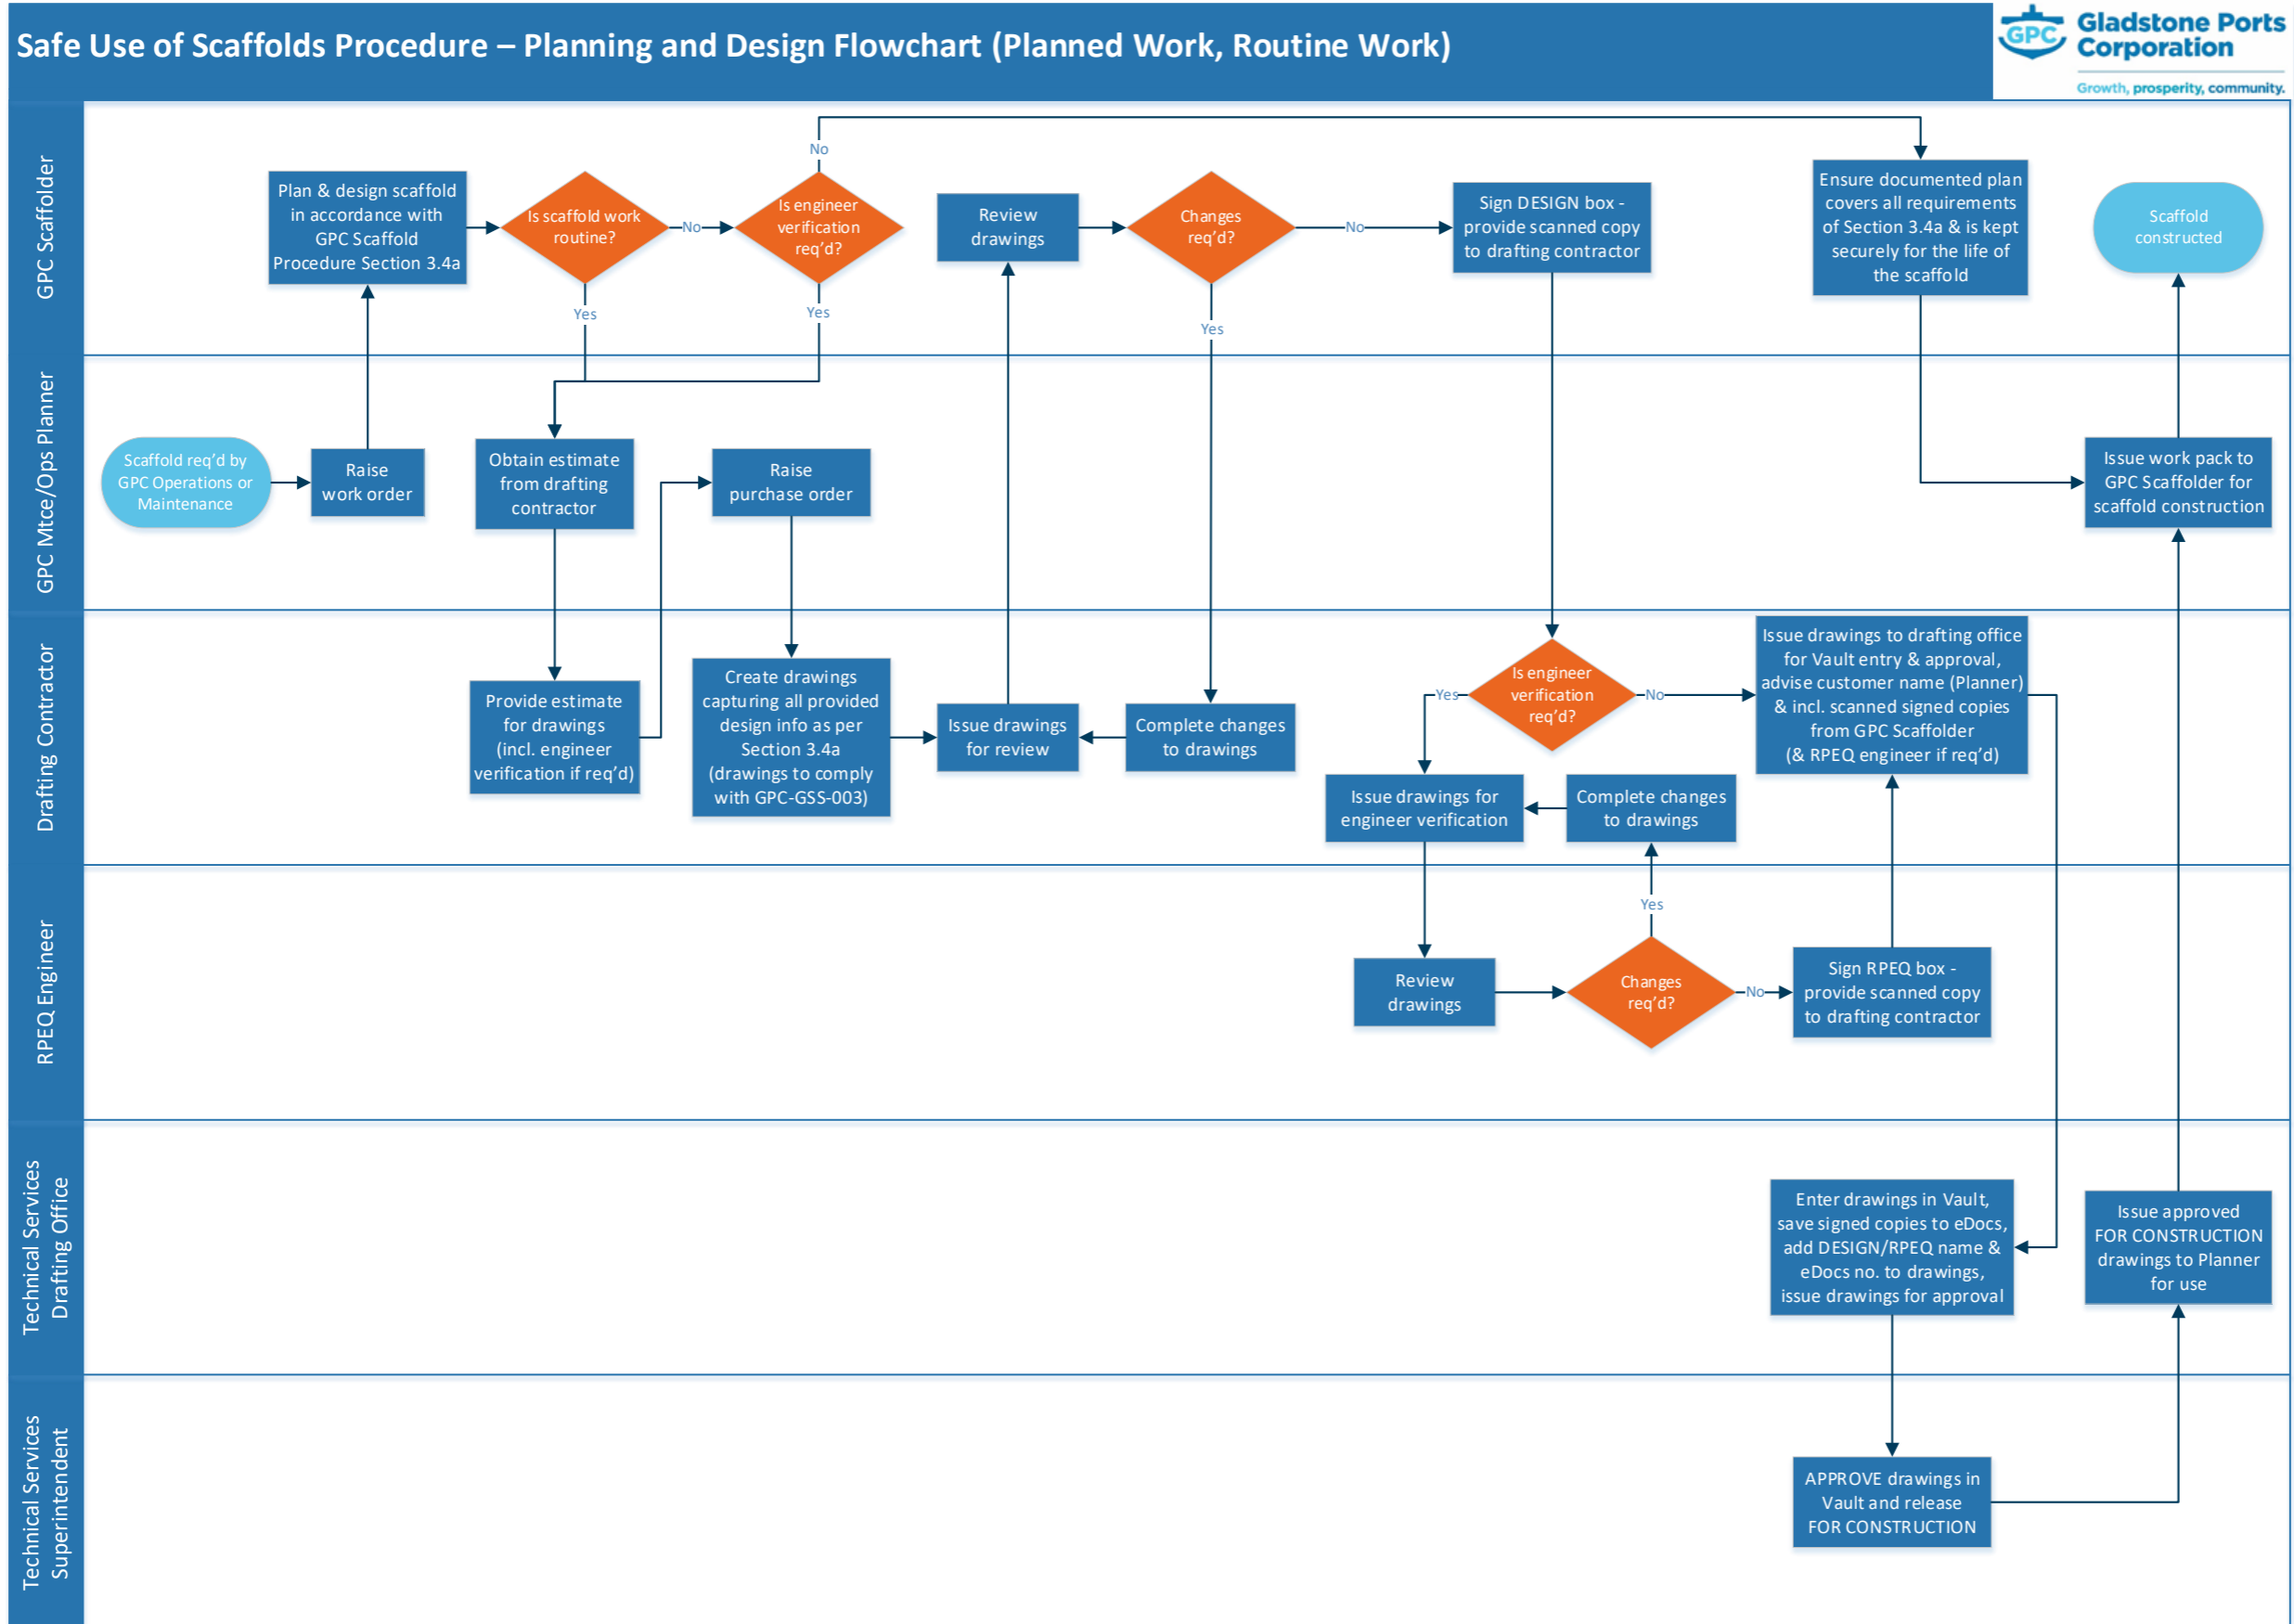 Safe Use of Scaffolds Procedure – Planning and Design Flowchart (Planned Work, Routine Work)
GPC
Gladstone Ports
Corporation
Growth, prosperity, community.
GPC Scaffolder
Plan & design scaffold
in accordance with
GPC Scaffold
Procedure Section 3.4a
Is scaffold work
routine?
No
Yes
Is engineer
verification
req'd?
No
Yes
Review
drawings
Changes
req'd?
No
Yes
Sign DESIGN box -
provide scanned copy
to drafting contractor
Ensure documented plan
covers all requirements
of Section 3.4a & is kept
securely for the life of
the scaffold
Scaffold
constructed
GPC Mtce/Ops Planner
Scaffold req'd by
GPC Operations or
Maintenance
Raise
work order
Obtain estimate
from drafting
contractor
Raise
purchase order
Issue work pack to
GPC Scaffolder for
scaffold construction
Drafting Contractor
Provide estimate
for drawings
(incl. engineer
verification if req'd)
Create drawings
capturing all provided
design info as per
Section 3.4a
(drawings to comply
with GPC-GSS-003)
Issue drawings
for review
Complete changes
to drawings
Is engineer
verification
req'd?
Yes
No
Issue drawings to drafting office
for Vault entry & approval,
advise customer name (Planner)
& incl. scanned signed copies
from GPC Scaffolder
(& RPEQ engineer if req'd)
Issue drawings for
engineer verification
Complete changes
to drawings
RPEQ Engineer
Review
drawings
Changes
req'd?
Yes
No
Sign RPEQ box -
provide scanned copy
to drafting contractor
Technical Services
Drafting Office
Enter drawings in Vault,
save signed copies to eDocs,
add DESIGN/RPEQ name &
eDocs no. to drawings,
issue drawings for approval
Issue approved
FOR CONSTRUCTION
drawings to Planner
for use
Technical Services
Superintendent
APPROVE drawings in
Vault and release
FOR CONSTRUCTION